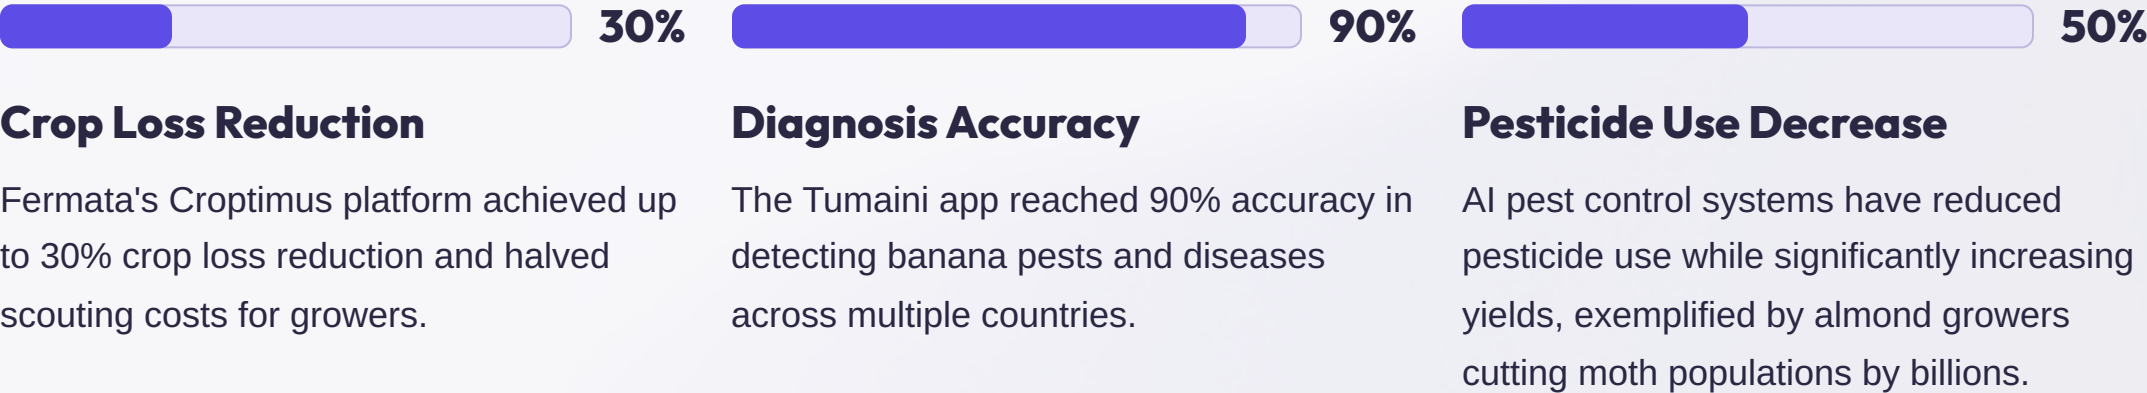 30%
Crop Loss Reduction
Fermata's Croptimus platform achieved up
to 30% crop loss reduction and halved
scouting costs for growers.
90%
Diagnosis Accuracy
The Tumaini app reached 90% accuracy in
detecting banana pests and diseases
across multiple countries.
50%
Pesticide Use Decrease
AI pest control systems have reduced
pesticide use while significantly increasing
yields, exemplified by almond growers
cutting moth populations by billions.